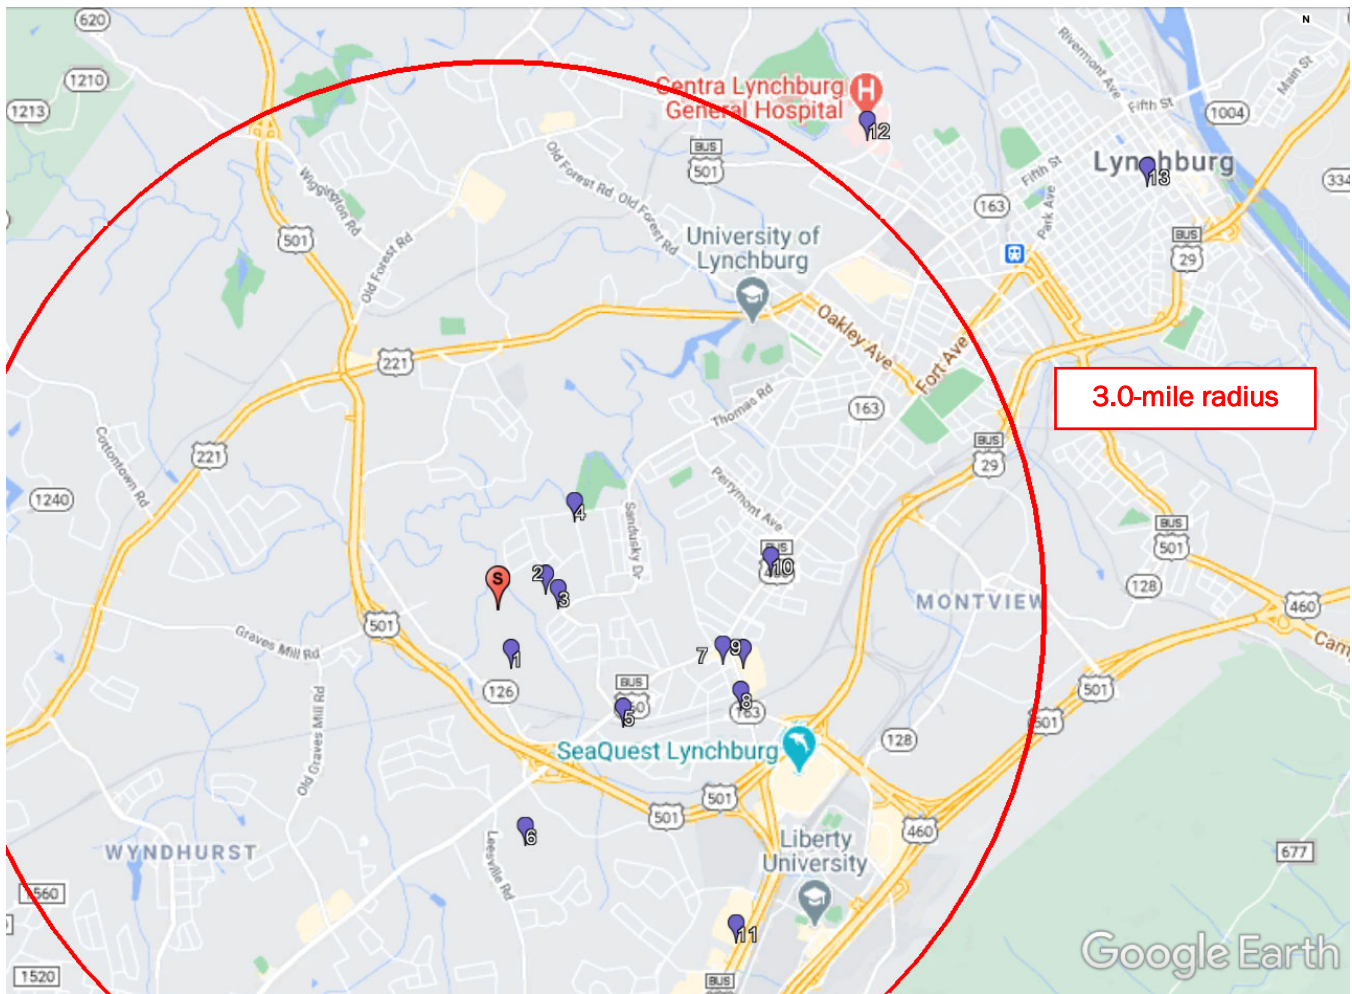 620
N
1210
1213
Rivermont Ave
Main St
Centra Lynchburg
General Hospital
H
12
Fifth St
1004
BUS
501
Lynchburg
13
334
Old Forest Rd
Old Forest Rd
Wiggington Rd
Fifth St
Park Ave
163
501
Old Forest Rd
University of
Lynchburg
BUS
29
221
Oakley Ave
Fort Ave
3.0-mile radius
Thomas Rd
163
Cottontown Rd
221
BUS
29
1240
Perrymont Ave
4
Sandusky Dr
BUS
501
BUS
10
2
S
3
128
MONTVIEW
460
501
Graves Mill Rd
1
7
9
126
BUS
5
8
163
501
501
Old Graves Mill Rd
SeaQuest Lynchburg
128
501
501
6
Leesville Rd
460
Liberty
University
677
WYNDHURST
1560
11
1520
BUS
Google Earth